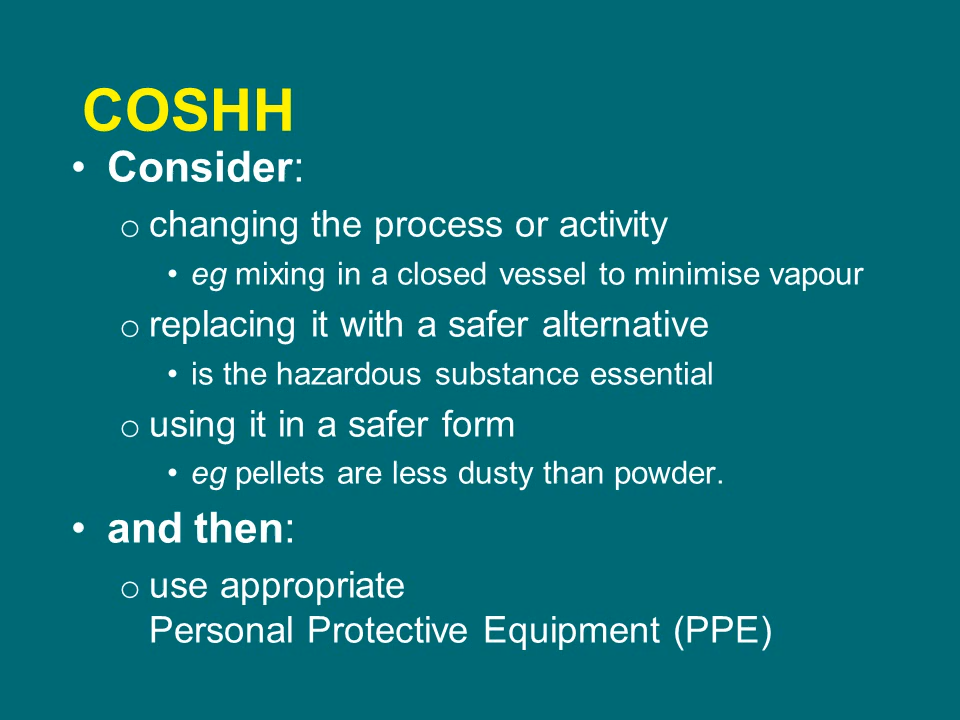 COSHH
• Consider:
o changing the process or activity
• eg mixing in a closed vessel to minimise vapour
o replacing it with a safer alternative
• is the hazardous substance essential
o using it in a safer form
• eg pellets are less dusty than powder.
• and then:
o use appropriate
Personal Protective Equipment (PPE)